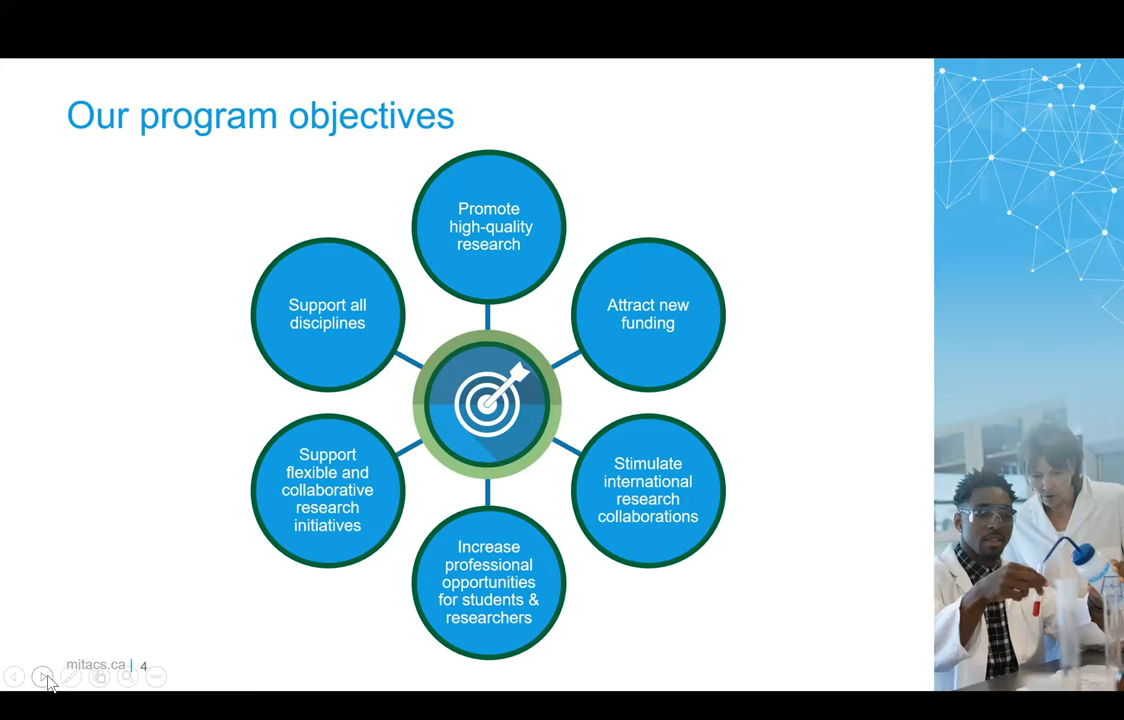 Our program objectives
Promote
high-quality
research
Support all
disciplines
Attract new
funding
Support
flexible and
collaborative
research
initiatives
Stimulate
international
research
collaborations
Increase
professional
opportunities
for students &
researchers
mitacs.ca | 4